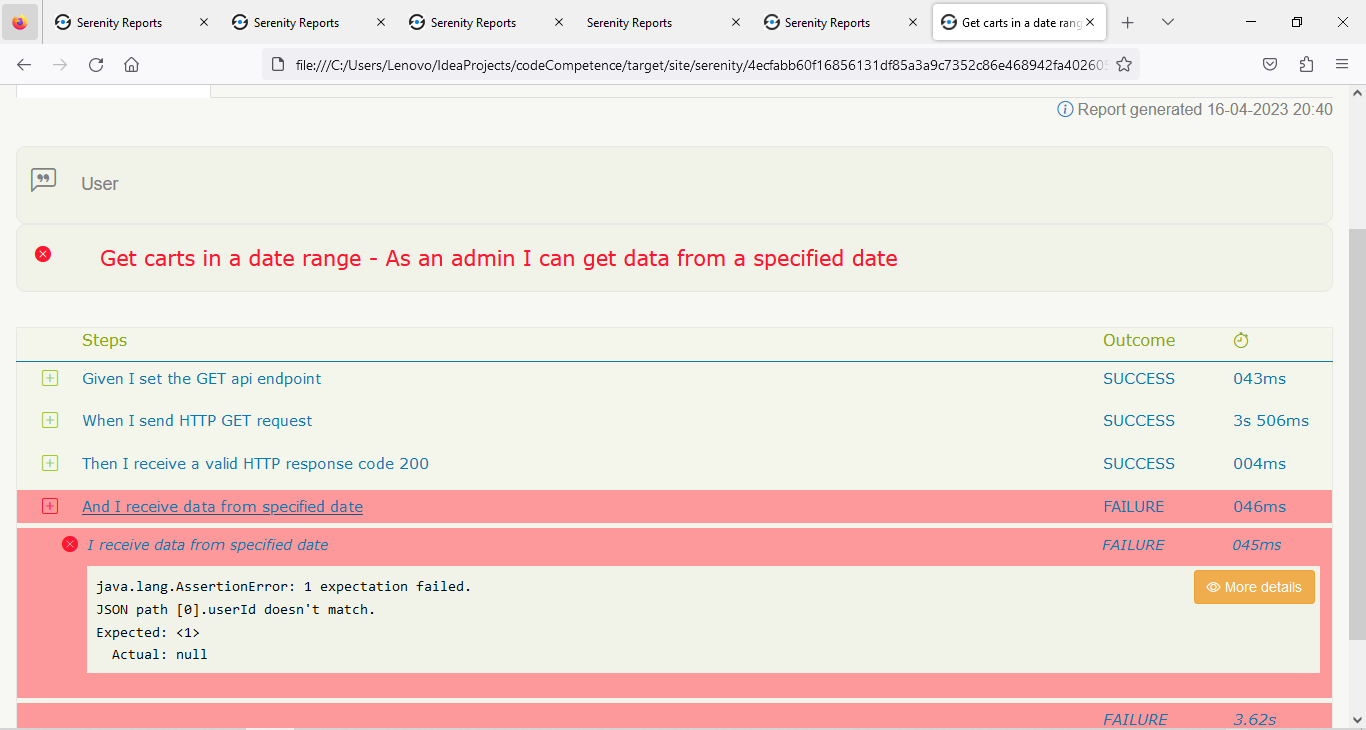 Serenity Reports
Serenity Reports
Serenity Reports
Serenity Reports
Serenity Reports
Get carts in a date rang
file:///C:/Users/Lenovo/IdeaProjects/codeCompetence/target/site/serenity/4ecfabb60f16856131df85a3a9c7352c86e468942fa402605
Report generated 16-04-2023 20:40
User
Get carts in a date range - As an admin I can get data from a specified date
Steps Outcome
Given I set the GET api endpoint SUCCESS 043ms
When I send HTTP GET request SUCCESS 3s 506ms
Then I receive a valid HTTP response code 200 SUCCESS 004ms
And I receive data from specified date FAILURE 046ms
I receive data from specified date FAILURE 045ms
java.lang.AssertionError: 1 expectation failed.
More details
JSON path [0].userId doesn't match.
Expected: <1>
Actual: null
FAILURE 3.62s